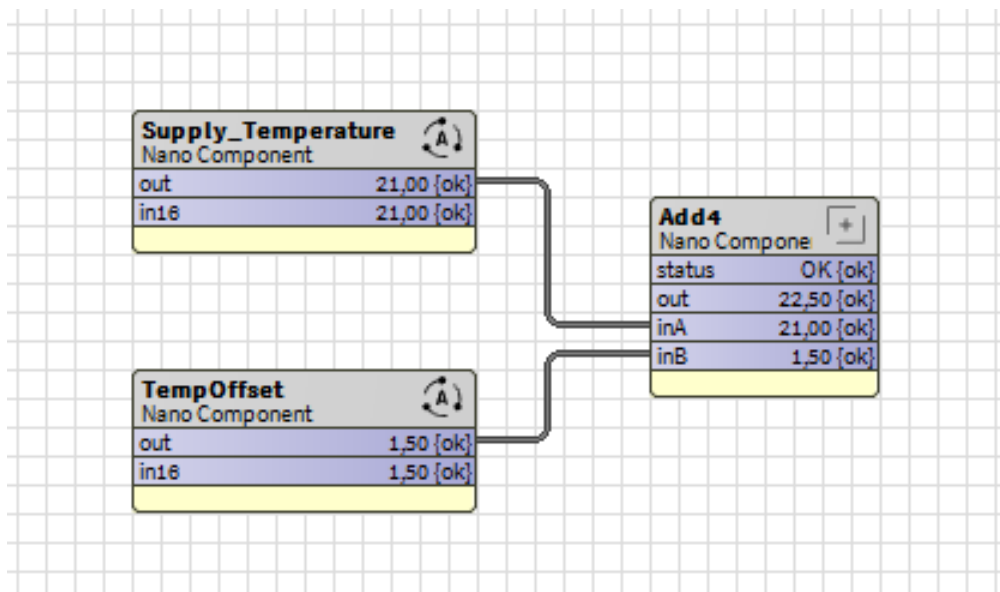 Supply_Temperature
Nano Component
out 21,00 {ok}
in16 21,00 {ok}
Add4
Nano Compone
status OK {ok}
out 22,50 {ok}
inA 21,00 {ok}
inB 1,50 {ok}
TempOffset
Nano Component
out 1,50 {ok}
in16 1,50 {ok}